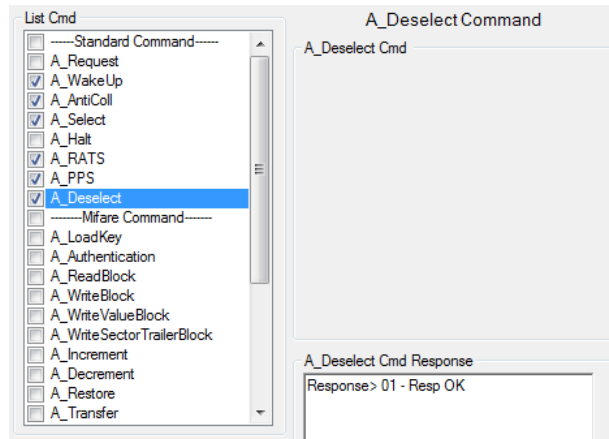 List Cmd
------Standard Command------
A_Request
A_WakeUp
A_AntiColl
A_Select
A_Halt
A_RATS
A_PPS
A_Deselect
--------Mifare Command-------
A_LoadKey
A_Authentication
A_ReadBlock
A_WriteBlock
A_WriteValueBlock
A_WriteSectorTrailerBlock
A_Increment
A_Decrement
A_Restore
A_Transfer
A_Deselect Command
A_Deselect Cmd
A_Deselect Cmd Response
Response> 01 - Resp OK